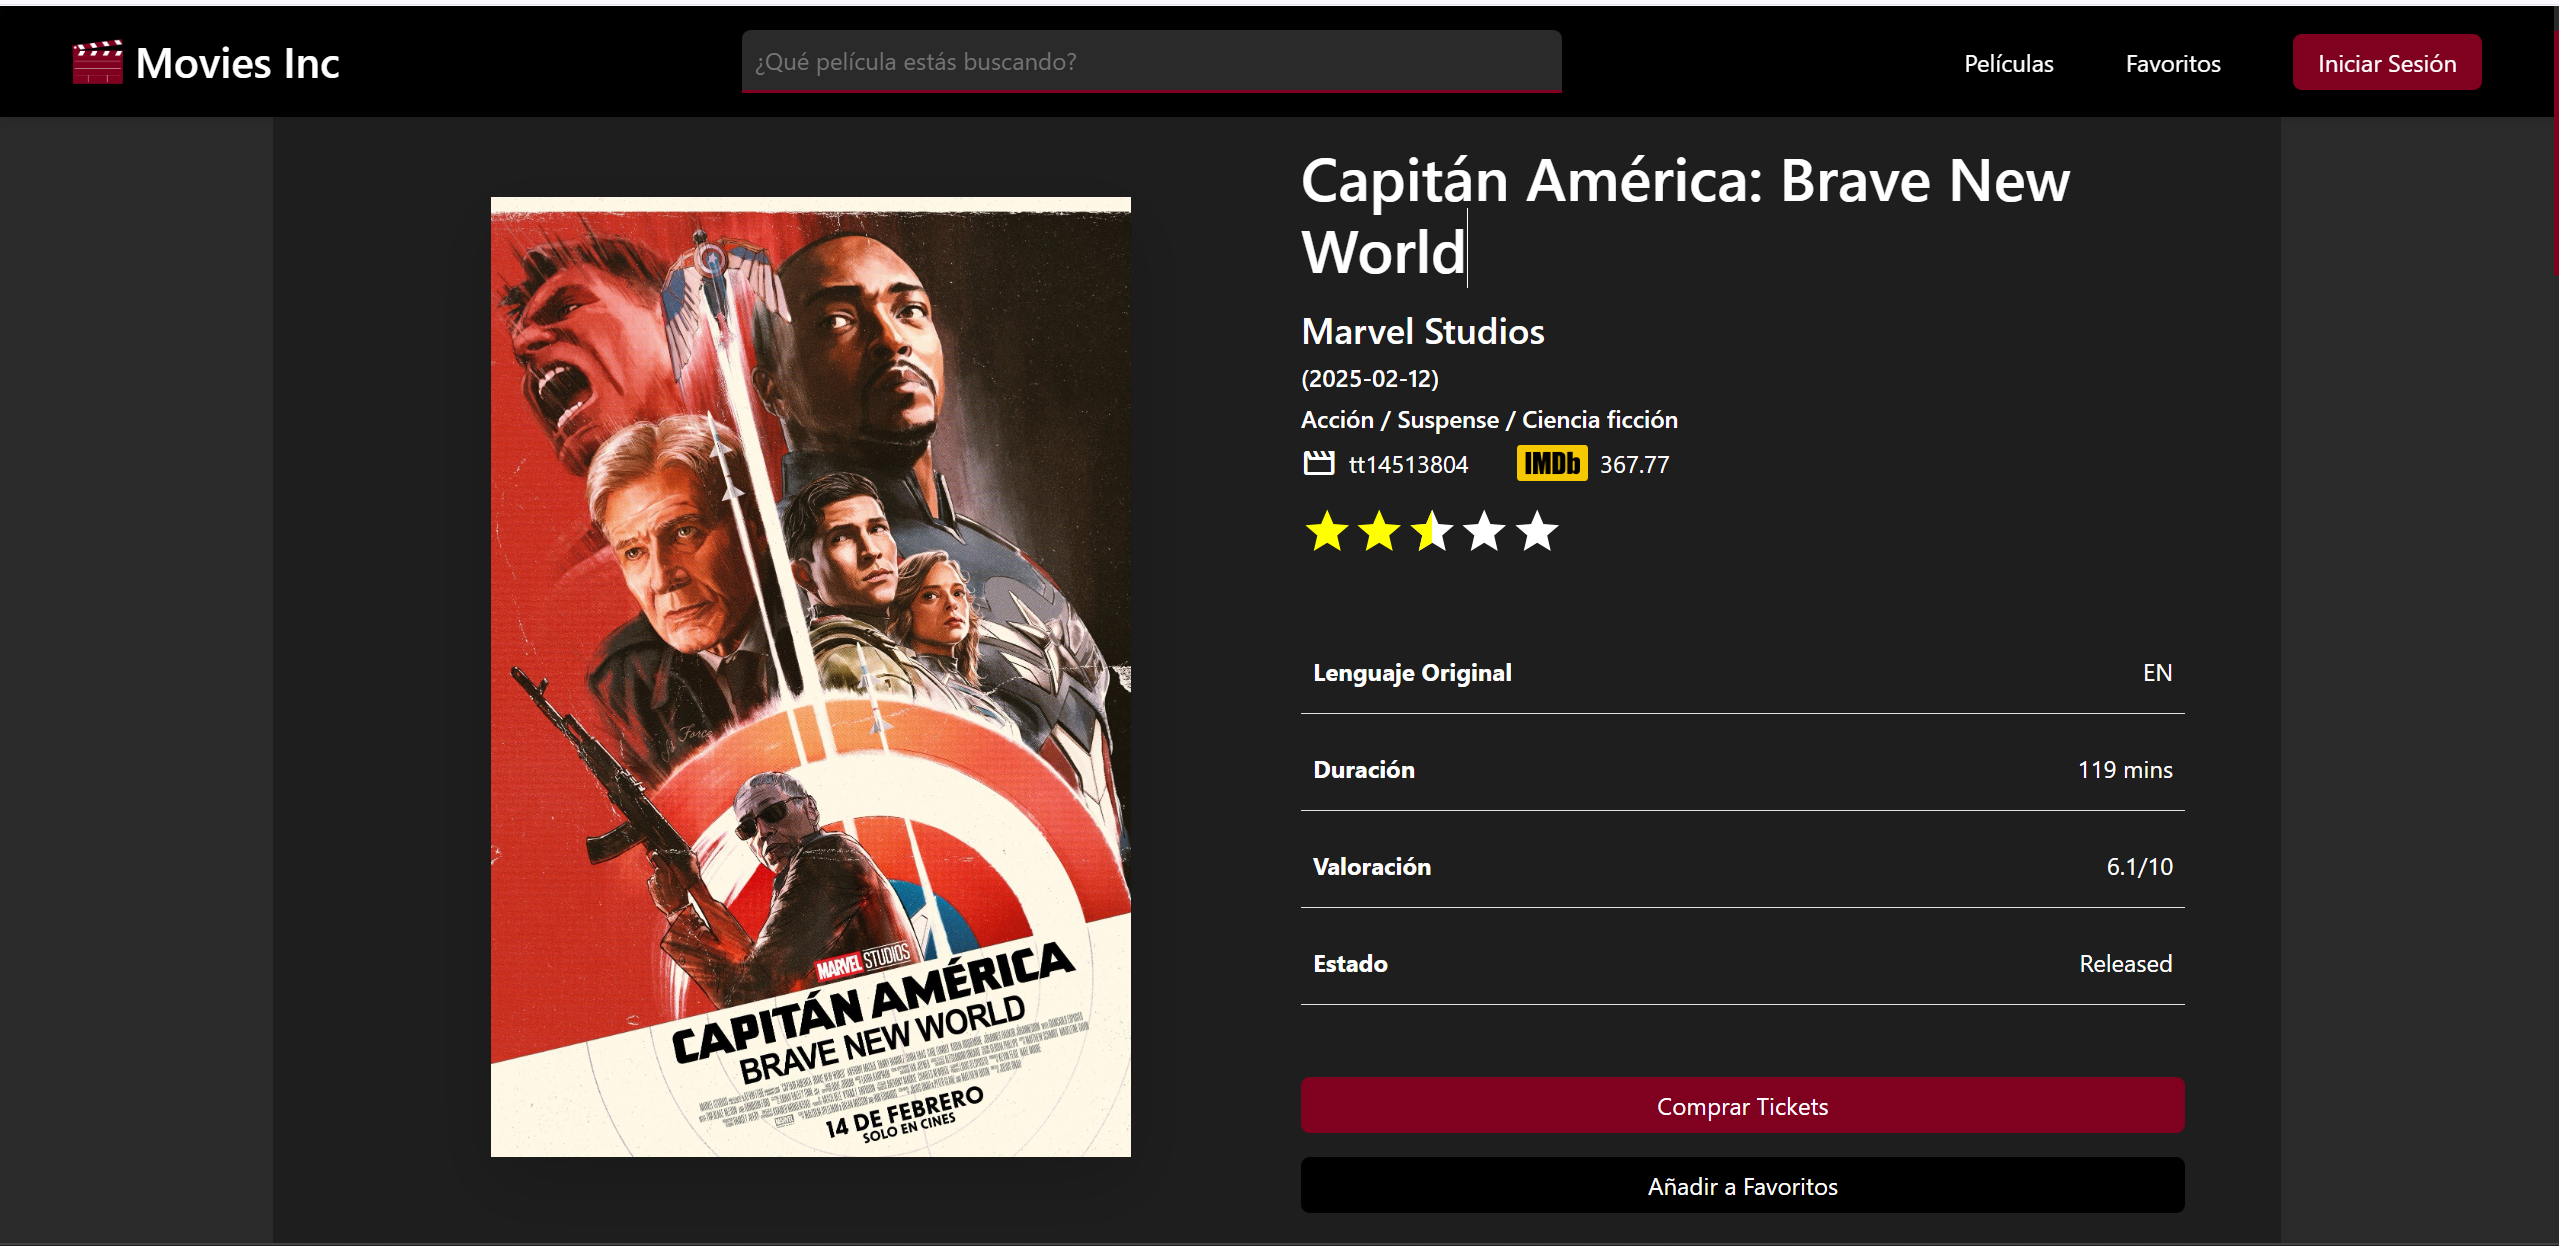 Movies Inc
¿Qué película estás buscando?
Películas
Favoritos
Iniciar Sesión
Capitán América: Brave New
World
Marvel Studios
(2025-02-12)
Acción / Suspense / Ciencia ficción
tt14513804
IMDb 367.77
Lenguaje Original EN
Duración 119 mins
Valoración 6.1/10
Estado Released
Comprar Tickets
Añadir a Favoritos
Force
MARVEL STUDIOS
CAPITÁN AMÉRICA
BRAVE NEW WORLD
14 DE FEBRERO
SOLO EN CINES